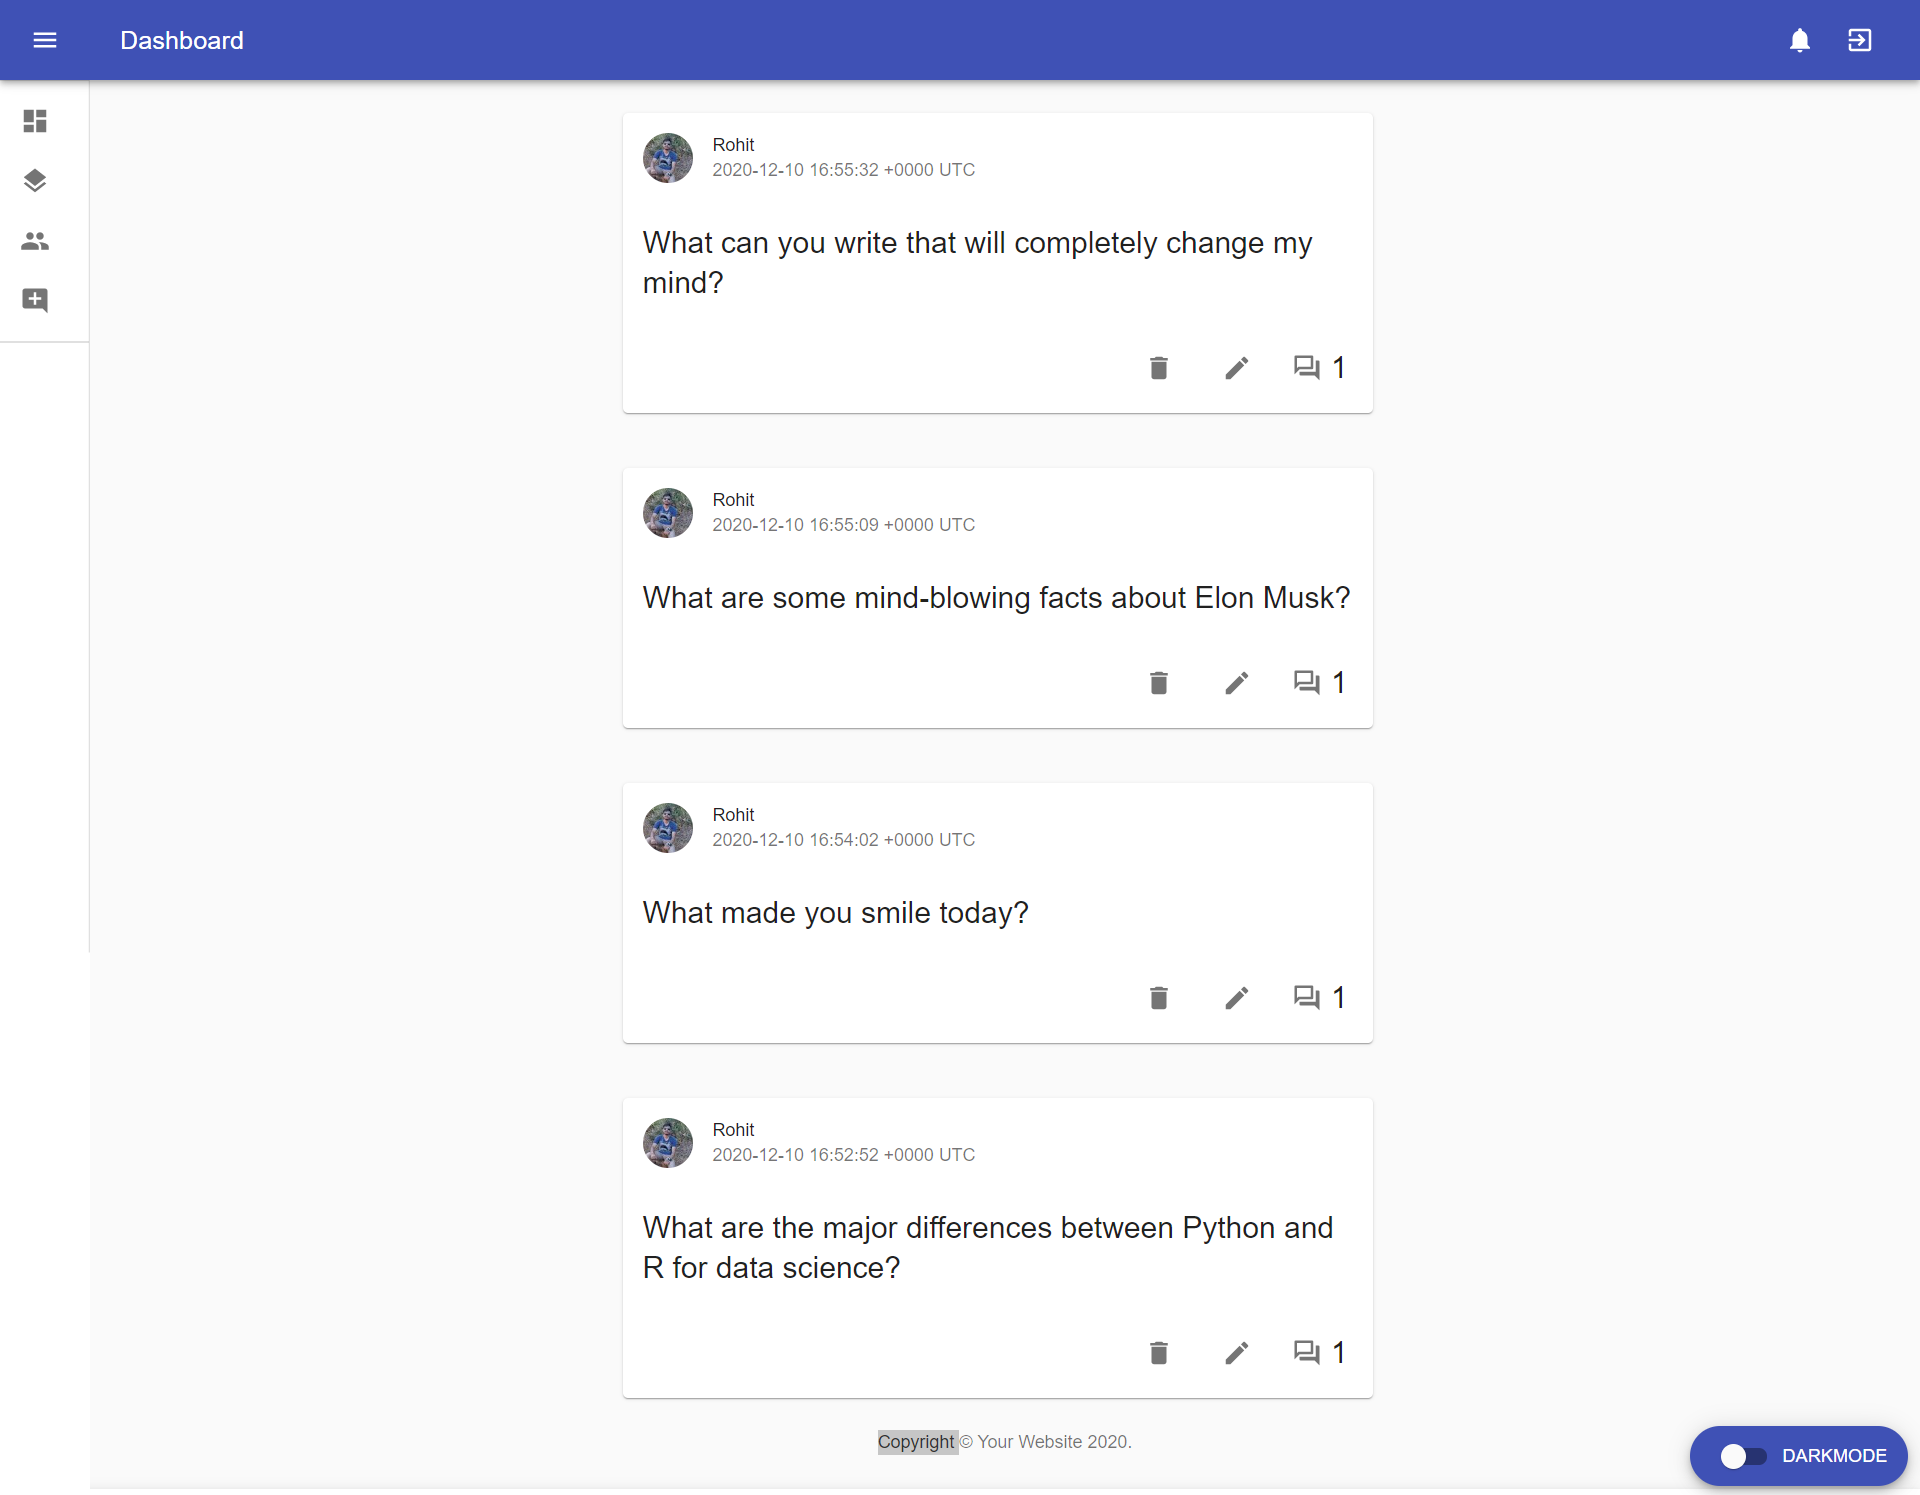 Dashboard
Rohit
2020-12-10 16:55:32 +0000 UTC
What can you write that will completely change my
mind?
1
Rohit
2020-12-10 16:55:09 +0000 UTC
What are some mind-blowing facts about Elon Musk?
1
Rohit
2020-12-10 16:54:02 +0000 UTC
What made you smile today?
1
Rohit
2020-12-10 16:52:52 +0000 UTC
What are the major differences between Python and
R for data science?
1
Copyright © Your Website 2020.
DARKMODE